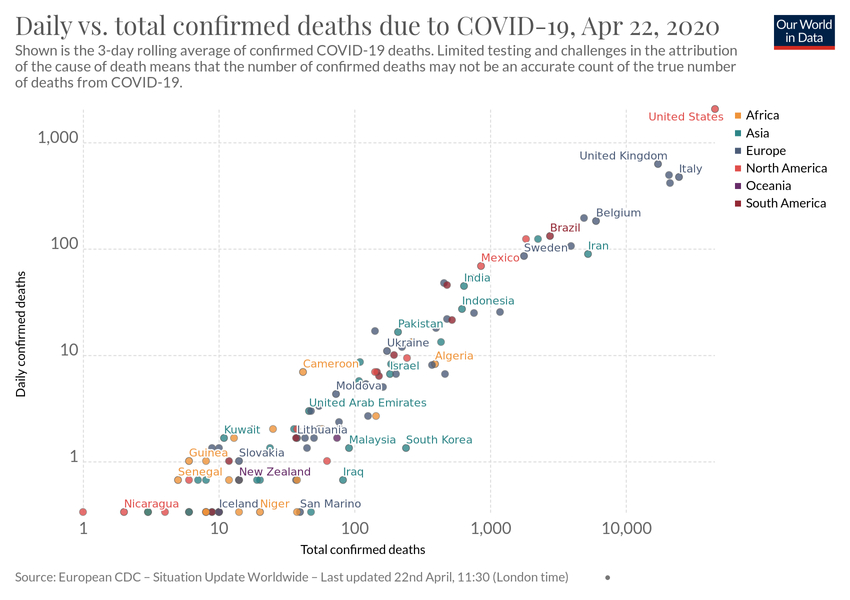 Daily vs. total confirmed deaths due to COVID-19, Apr 22, 2020
Our World
in Data
Shown is the 3-day rolling average of confirmed COVID-19 deaths. Limited testing and challenges in the attribution
of the cause of death means that the number of confirmed deaths may not be an accurate count of the true number
of deaths from COVID-19.
United States
Africa
Asia
Europe
North America
Oceania
South America
1,000
United Kingdom
Italy
Belgium
Brazil
100
Sweden
Iran
Mexico
India
Indonesia
Pakistan
Ukraine
10
Algeria
Cameroon
Israel
Moldova
United Arab Emirates
Kuwait
Lithuania
Malaysia
South Korea
Guinea
Slovakia
1
Senegal
New Zealand
Iraq
Nicaragua
Iceland
Niger
San Marino
1
10
100
1,000
10,000
Daily confirmed deaths
Total confirmed deaths
Source: European CDC – Situation Update Worldwide – Last updated 22nd April, 11:30 (London time)